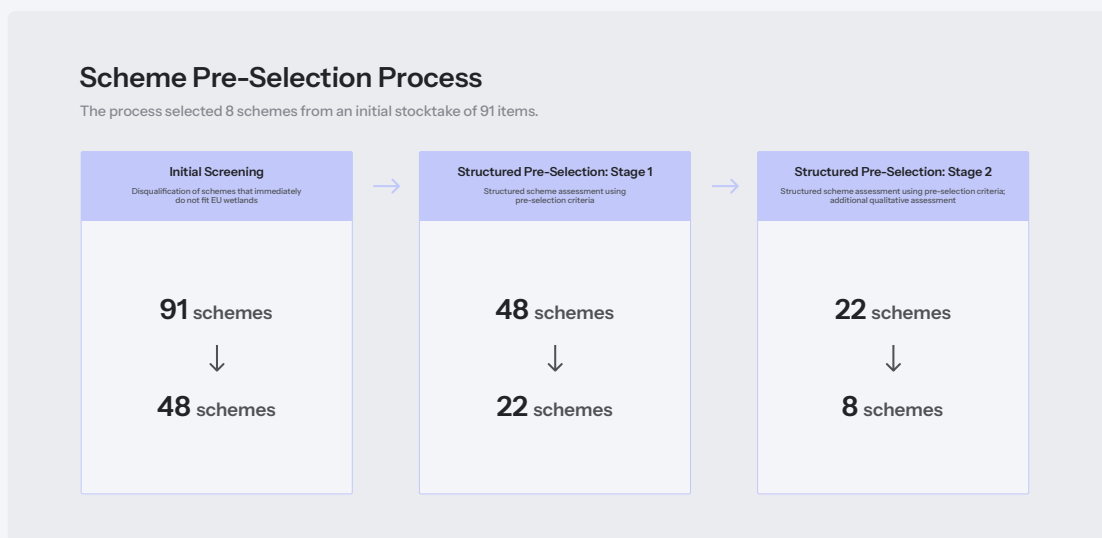 Scheme Pre-Selection Process
The process selected 8 schemes from an initial stocktake of 91 items.
Initial Screening
Disqualification of schemes that immediately
do not fit EU wetlands
91 schemes
48 schemes
Structured Pre-Selection: Stage 1
Structured scheme assessment using
pre-selection criteria
48 schemes
22 schemes
Structured Pre-Selection: Stage 2
Structured scheme assessment using pre-selection criteria;
additional qualitative assessment
22 schemes
8 schemes